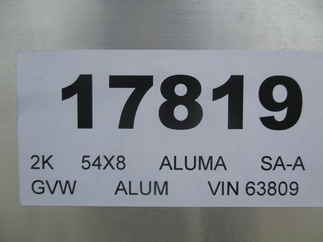 17819
2K 54X8 ALUMA SA-A
GVW ALUM VIN 63809